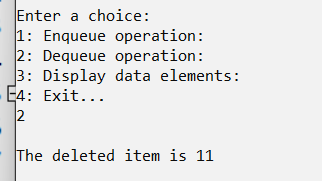 Enter a choice:
1: Enqueue operation:
2: Dequeue operation:
3: Display data elements:
4: Exit...
2
The deleted item is 11